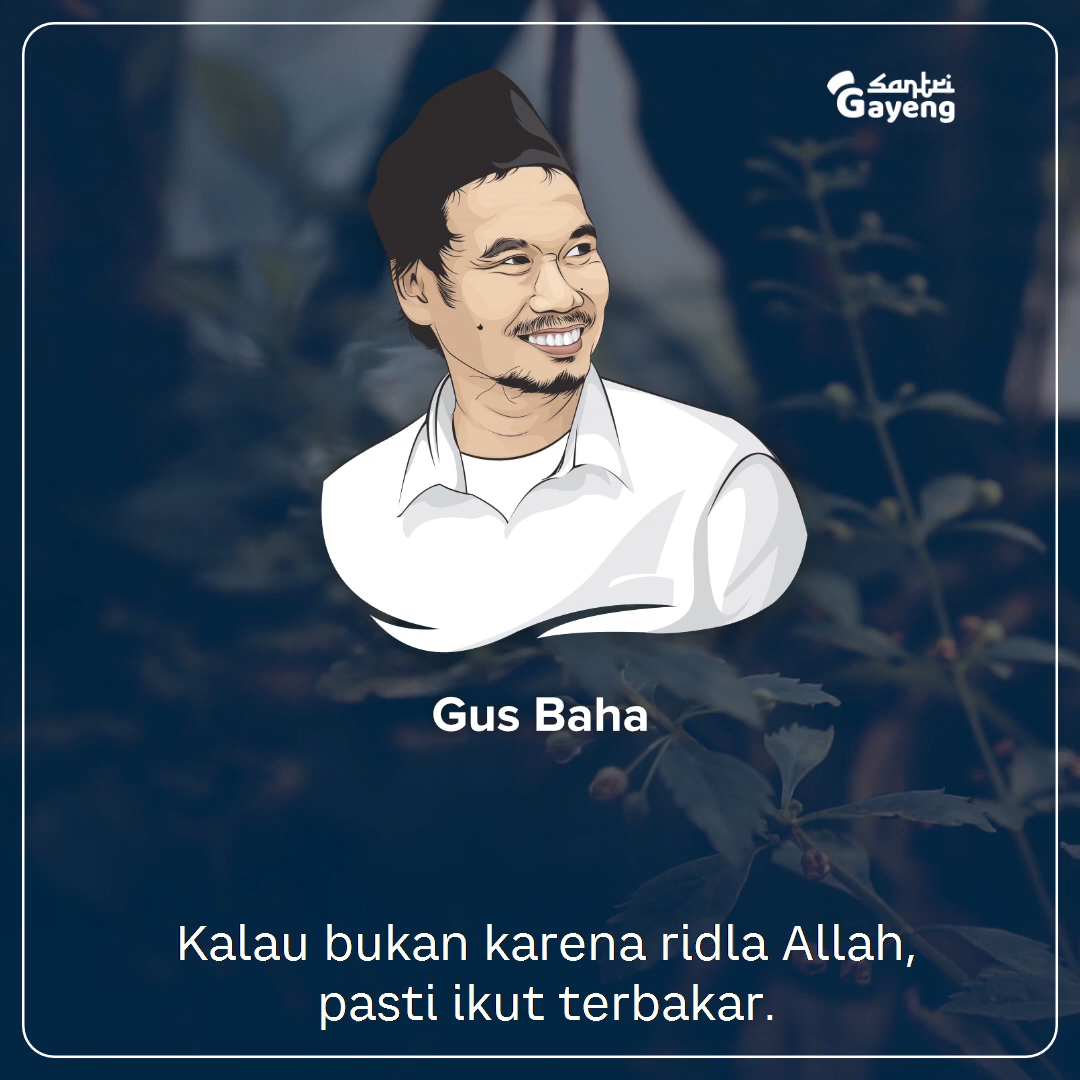 Santri
Gayeng
Gus Baha
Kalau bukan karena ridla Allah,
pasti ikut terbakar.